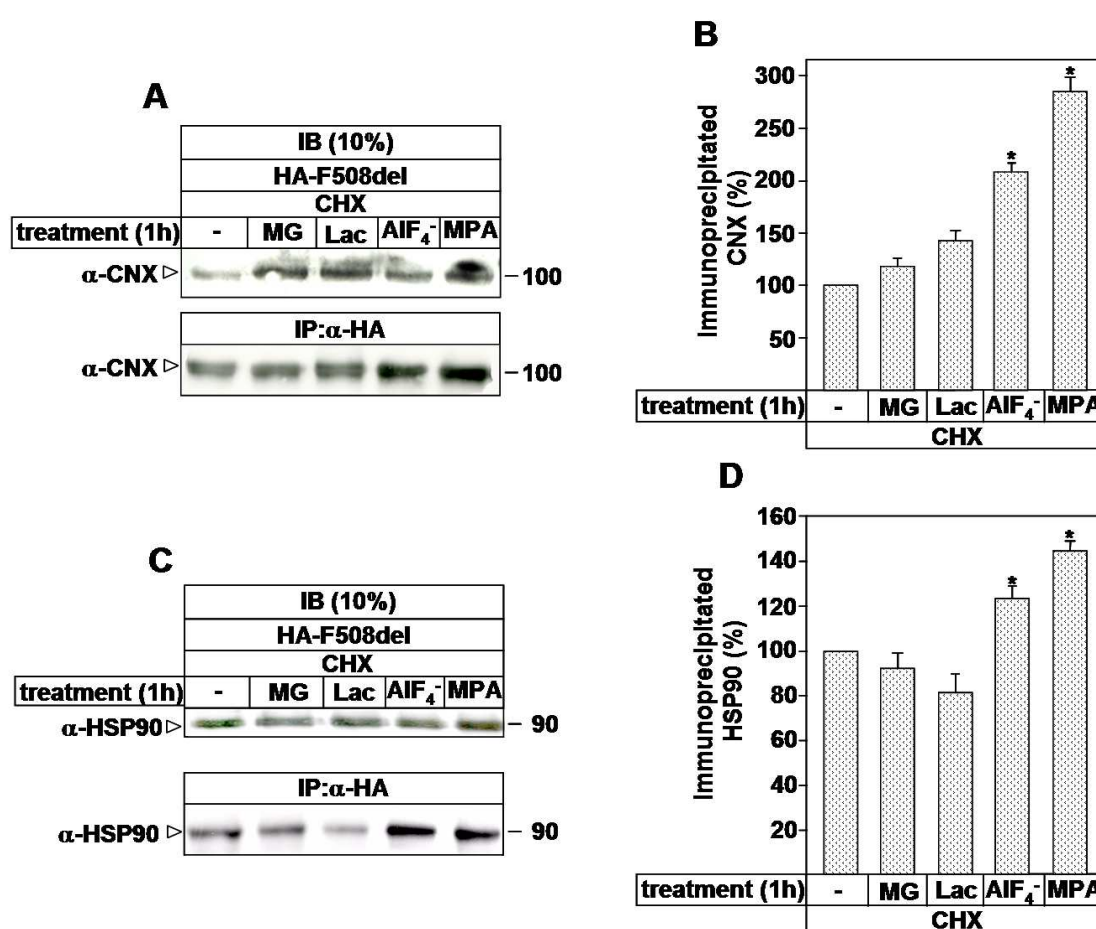 A
IB (10%)
HA-F508del
CHX
treatment (1h) - MG Lac AlF4- MPA
α-CNX 100
IP:α-HA
α-CNX 100
B
Immunoprecipitated
CNX (%)
300
250
200
150
100
50
* *
treatment (1h) - MG Lac AlF4- MPA
CHX
C
IB (10%)
HA-F508del
CHX
treatment (1h) - MG Lac AlF4- MPA
α-HSP90 90
IP:α-HA
α-HSP90 90
D
Immunoprecipitated
HSP90 (%)
160
140
120
100
80
60
40
20
* *
treatment (1h) - MG Lac AlF4- MPA
CHX